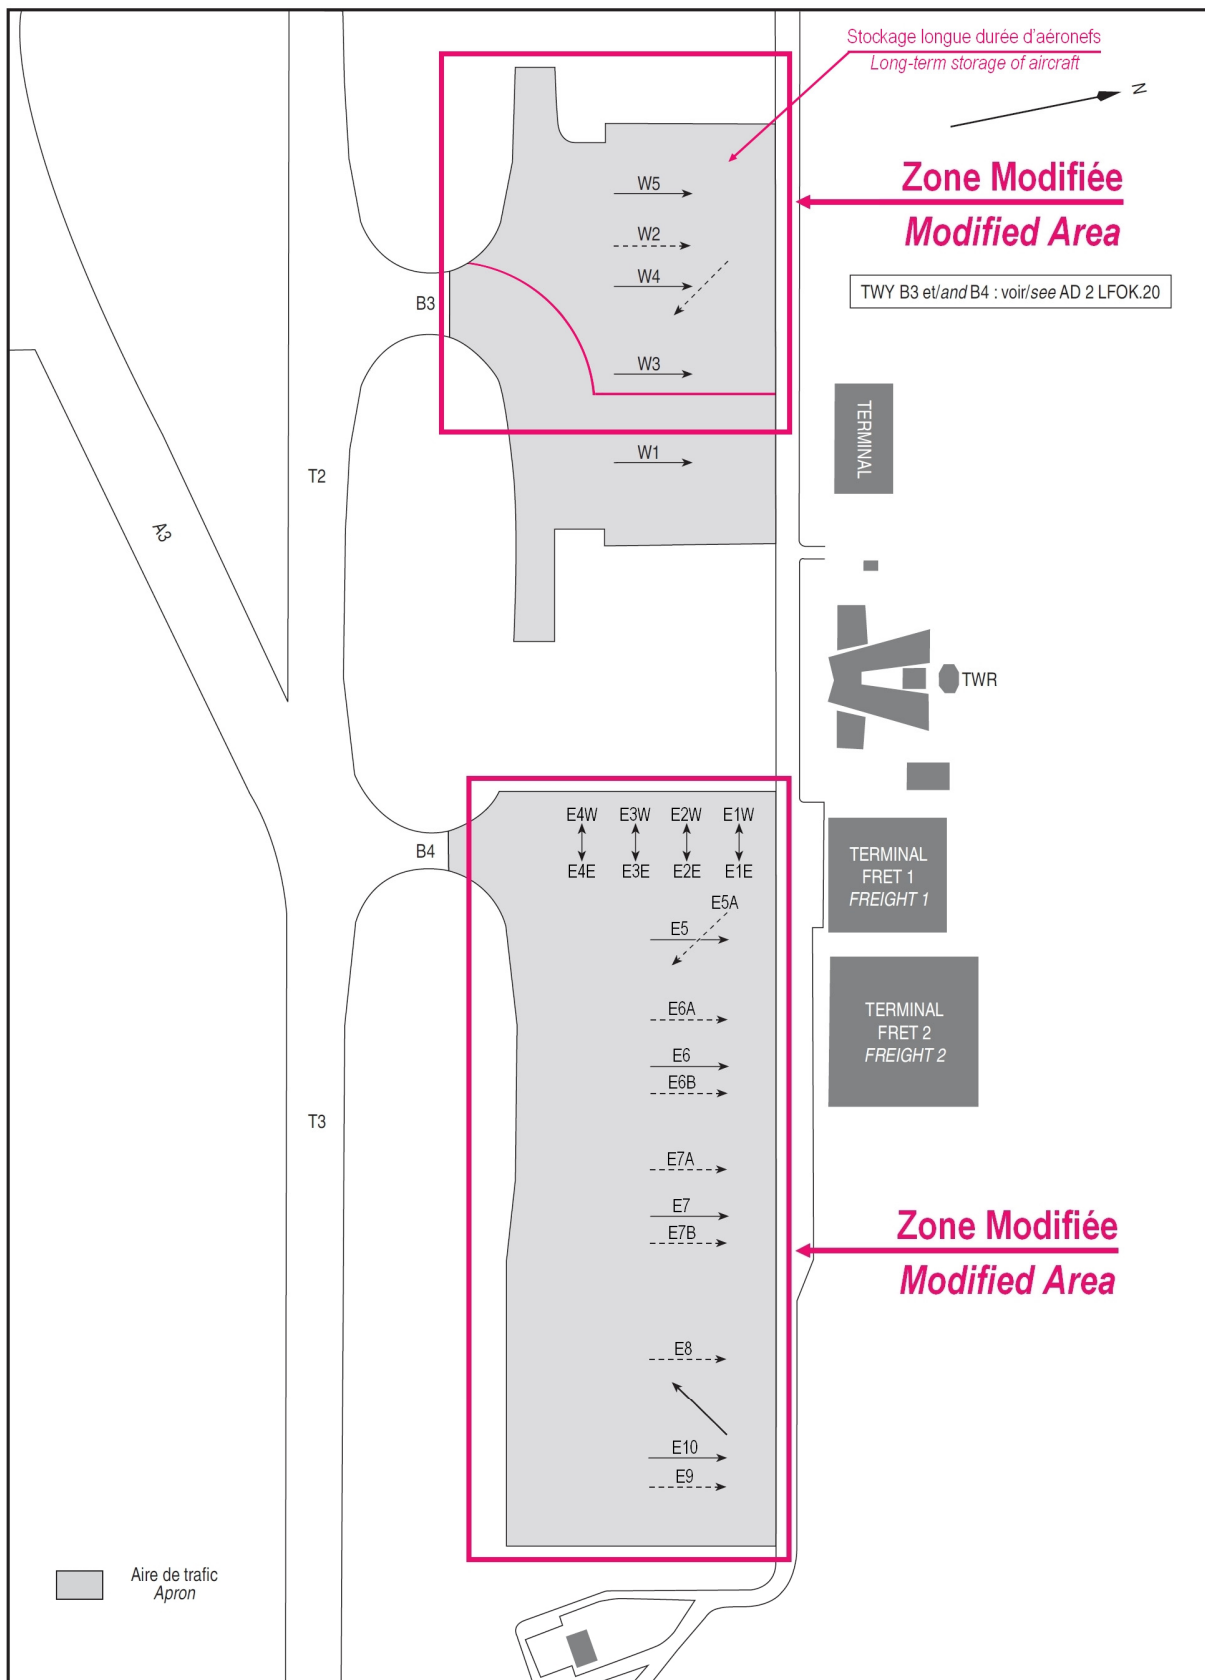 Stockage longue durée d'aéronefs
Long-term storage of aircraft
N
Zone Modifiée
Modified Area
W5
W2
W4
B3
TWY B3 et/and B4 : voir/see AD 2 LFOK.20
W3
TERMINAL
W1
T2
A3
TWR
E4W E3W E2W E1W
B4
E4E E3E E2E E1E
TERMINAL
FRET 1
FREIGHT 1
E5A
E5
E6A
TERMINAL
FRET 2
FREIGHT 2
E6
E6B
T3
E7A
E7
E7B
Zone Modifiée
Modified Area
E8
E10
E9
Aire de trafic
Apron